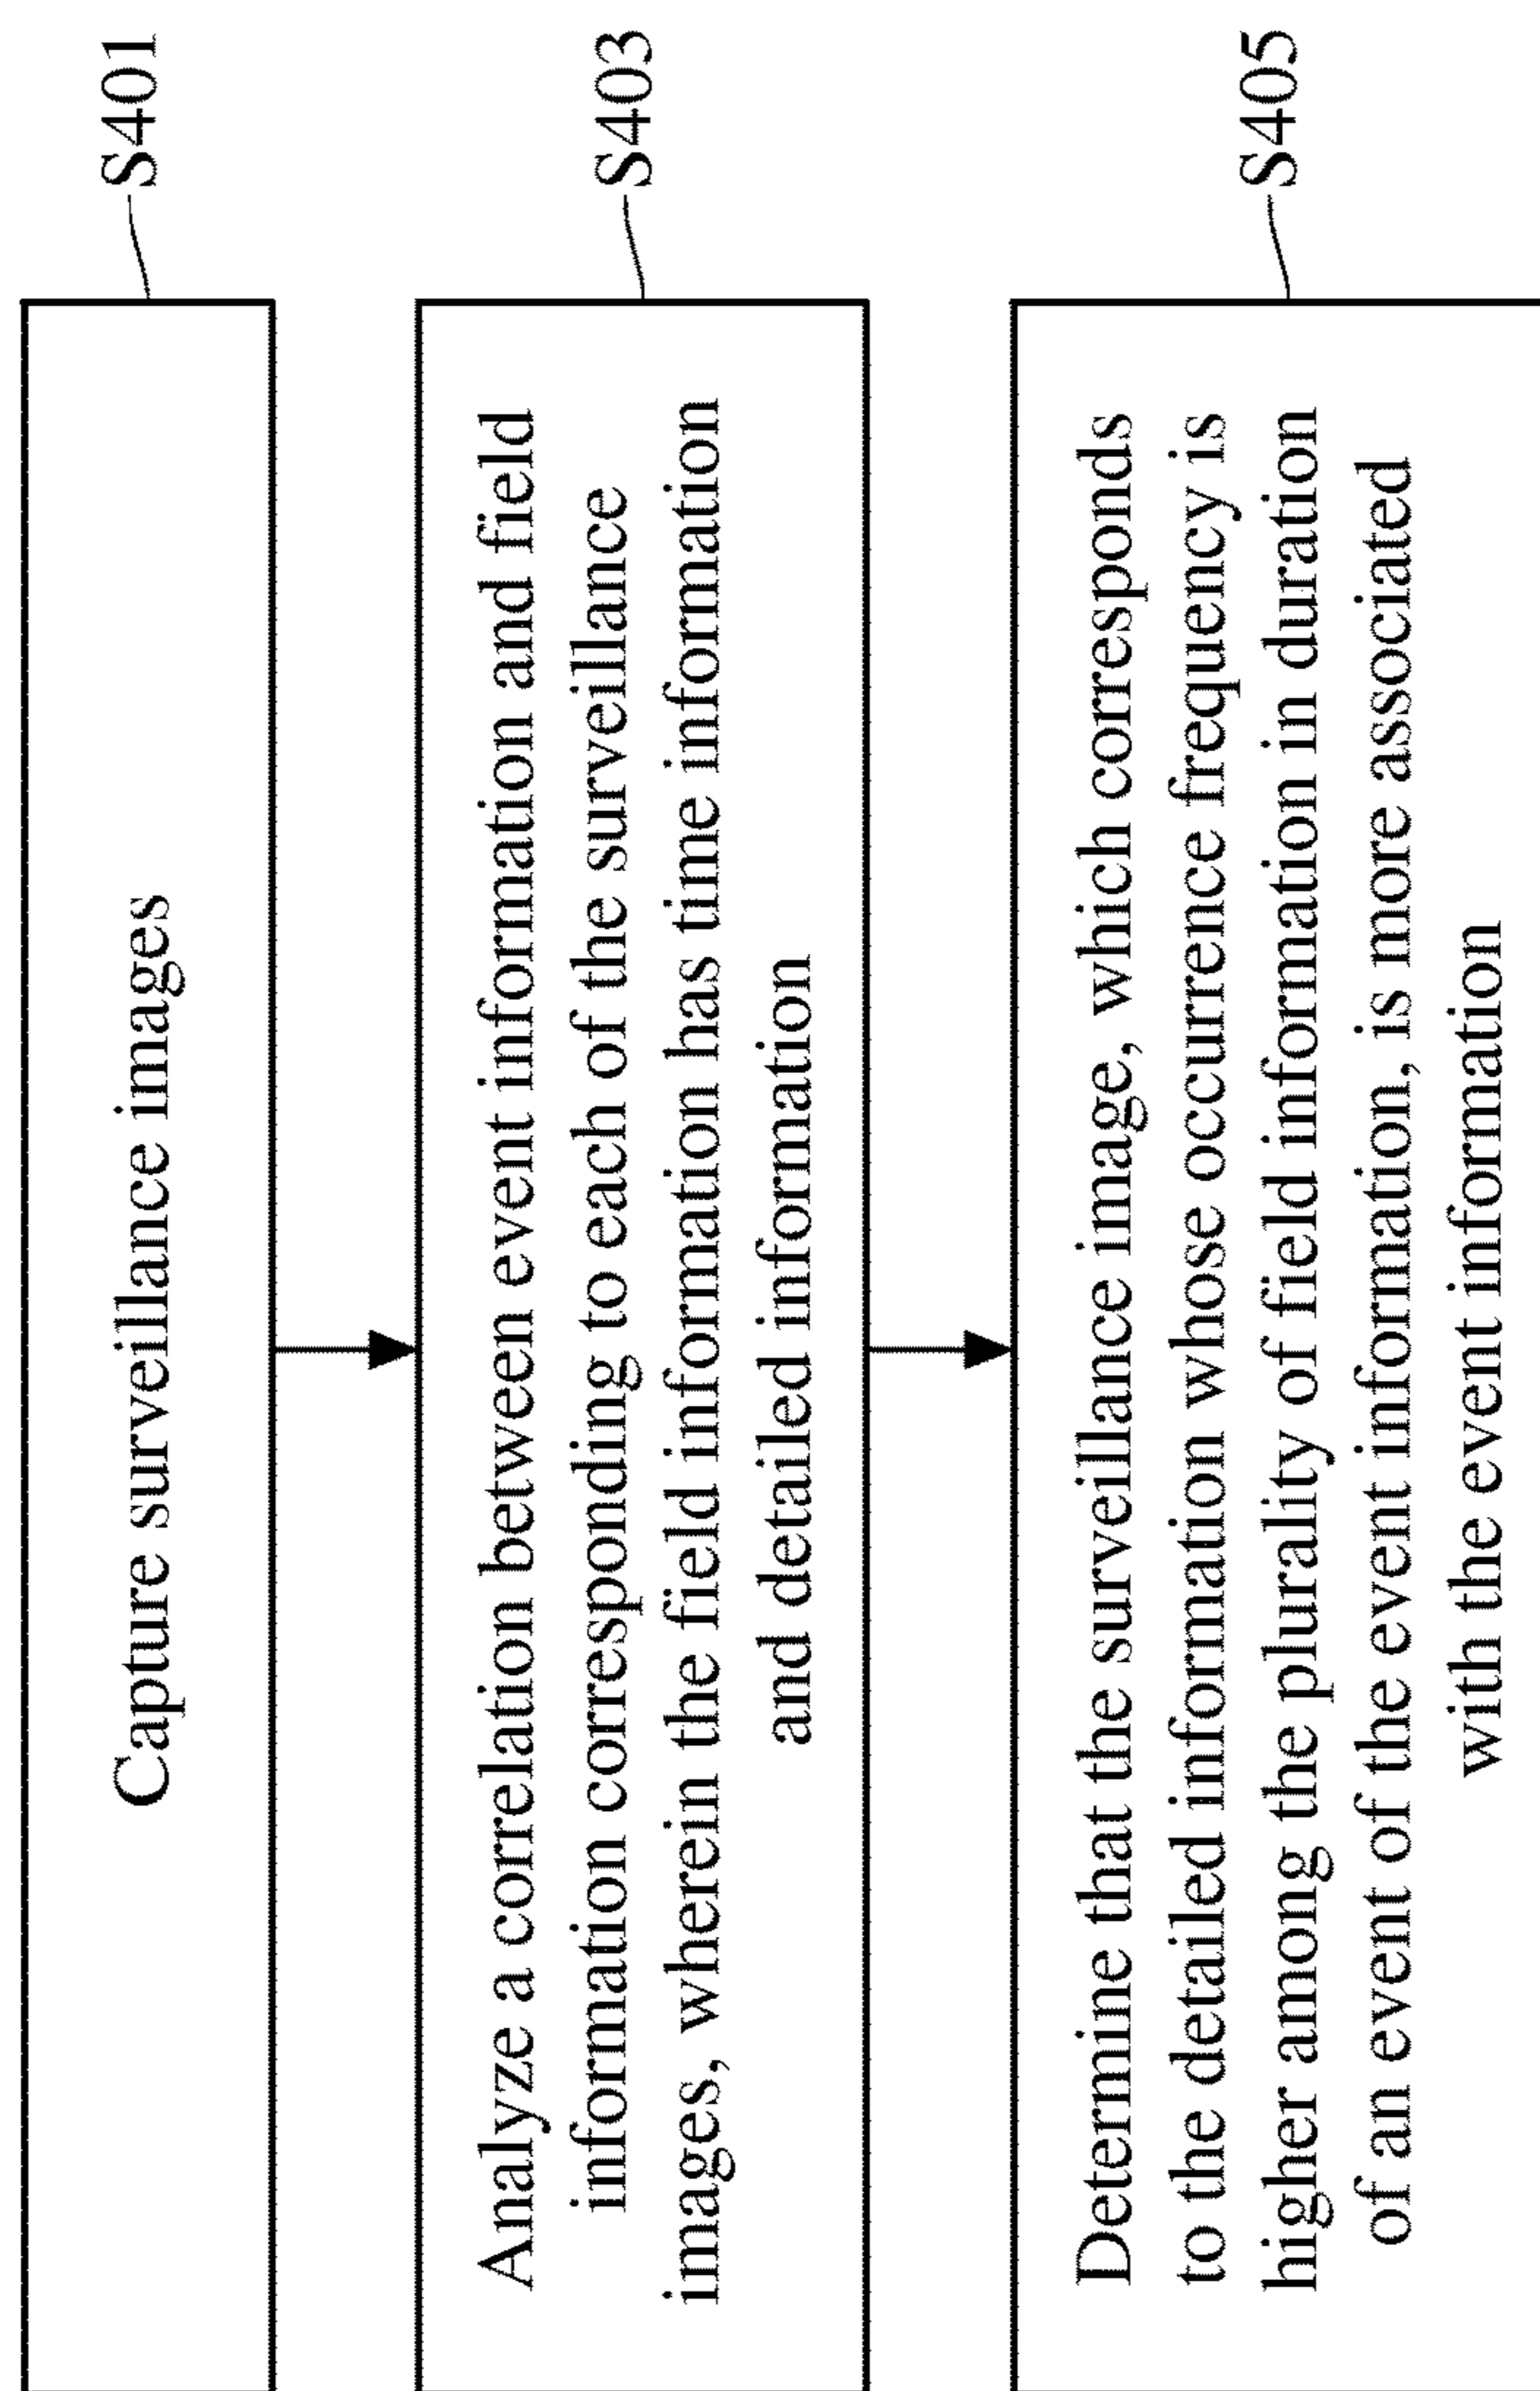 Capture surveillance images
S401
Analyze a correlation between event information and field
information corresponding to each of the surveillance
images, wherein the field information has time information
and detailed information
S403
Determine that the surveillance image, which corresponds
to the detailed information whose occurrence frequency is
higher among the plurality of field information in duration
of an event of the event information, is more associated
with the event information
S405